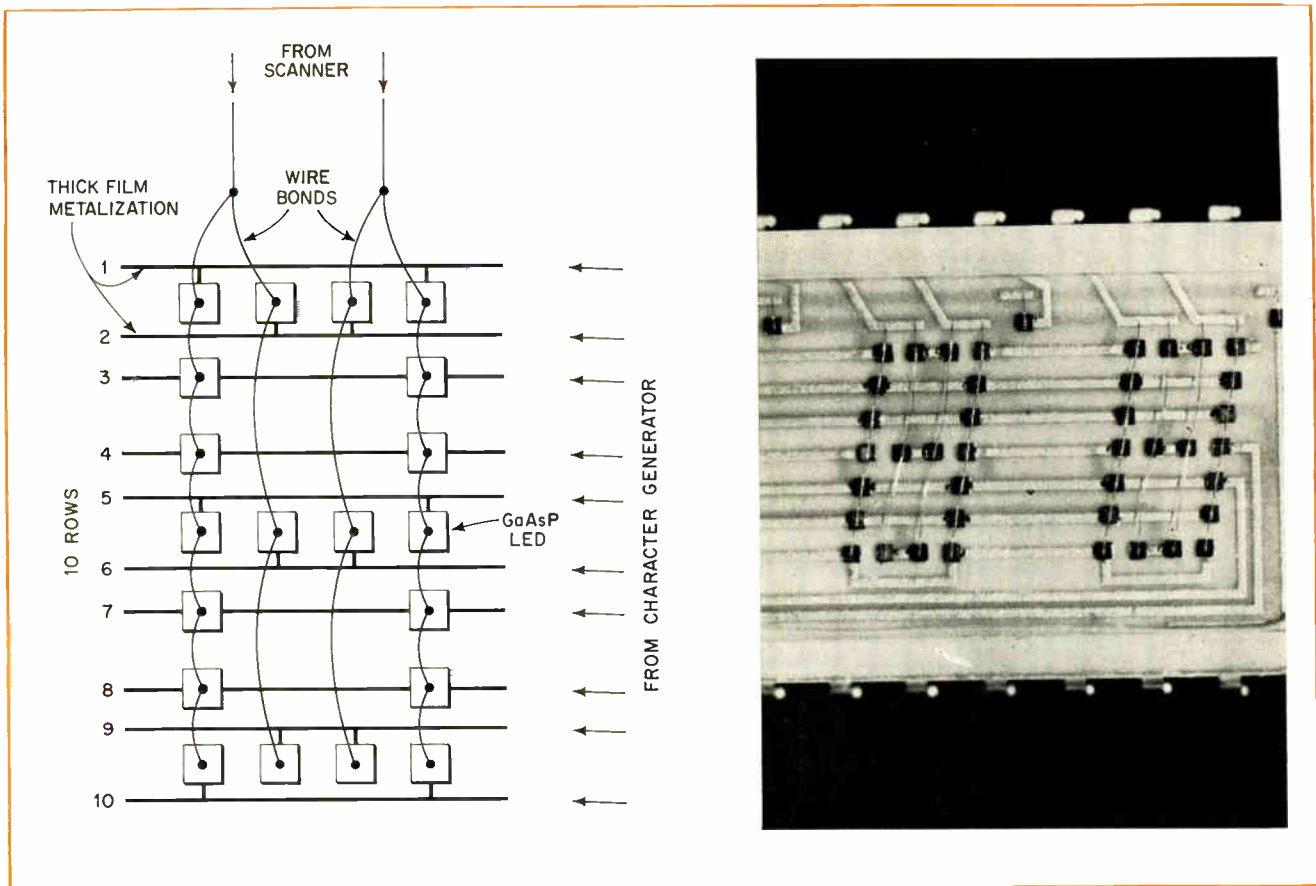 FROM
SCANNER
THICK FILM
METALIZATION
WIRE
BONDS
1
2
3
4
5
6
7
8
9
10
10 ROWS
GaAsP
LED
FROM CHARACTER GENERATOR